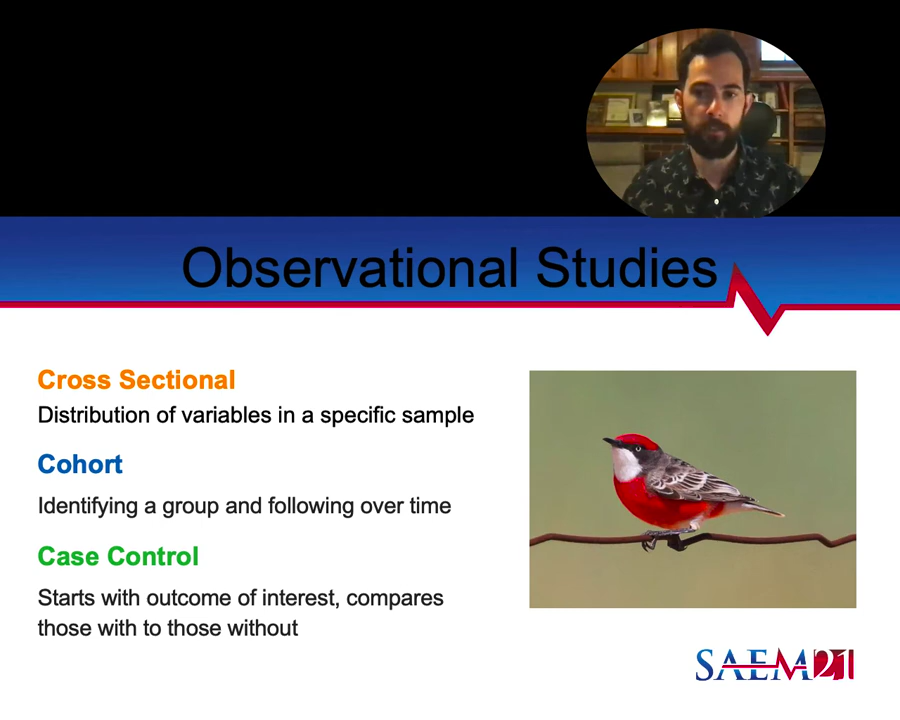 Observational Studies
Cross Sectional
Distribution of variables in a specific sample
Cohort
Identifying a group and following over time
Case Control
Starts with outcome of interest, compares
those with to those without
SAEM21